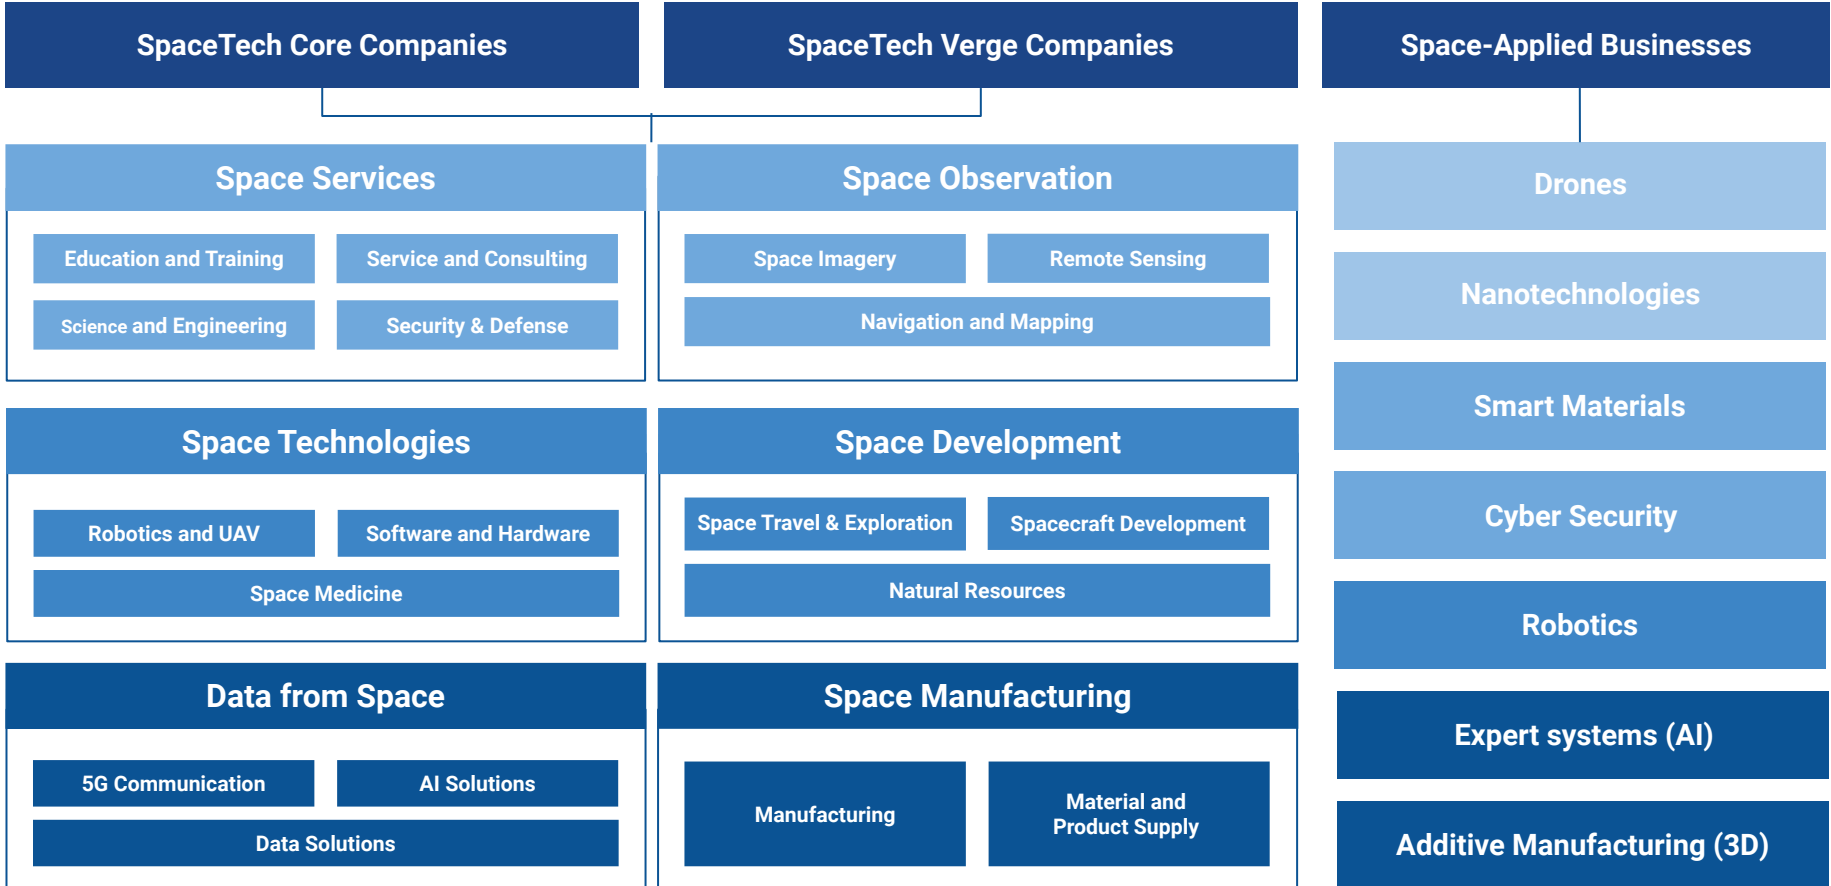 SpaceTech Core Companies
SpaceTech Verge Companies
Space-Applied Businesses
Space Services
Education and Training
Service and Consulting
Science and Engineering
Security & Defense
Space Observation
Space Imagery
Remote Sensing
Navigation and Mapping
Space Technologies
Robotics and UAV
Software and Hardware
Space Medicine
Space Development
Space Travel & Exploration
Spacecraft Development
Natural Resources
Data from Space
5G Communication
AI Solutions
Data Solutions
Space Manufacturing
Manufacturing
Material and
Product Supply
Drones
Nanotechnologies
Smart Materials
Cyber Security
Robotics
Expert systems (AI)
Additive Manufacturing (3D)